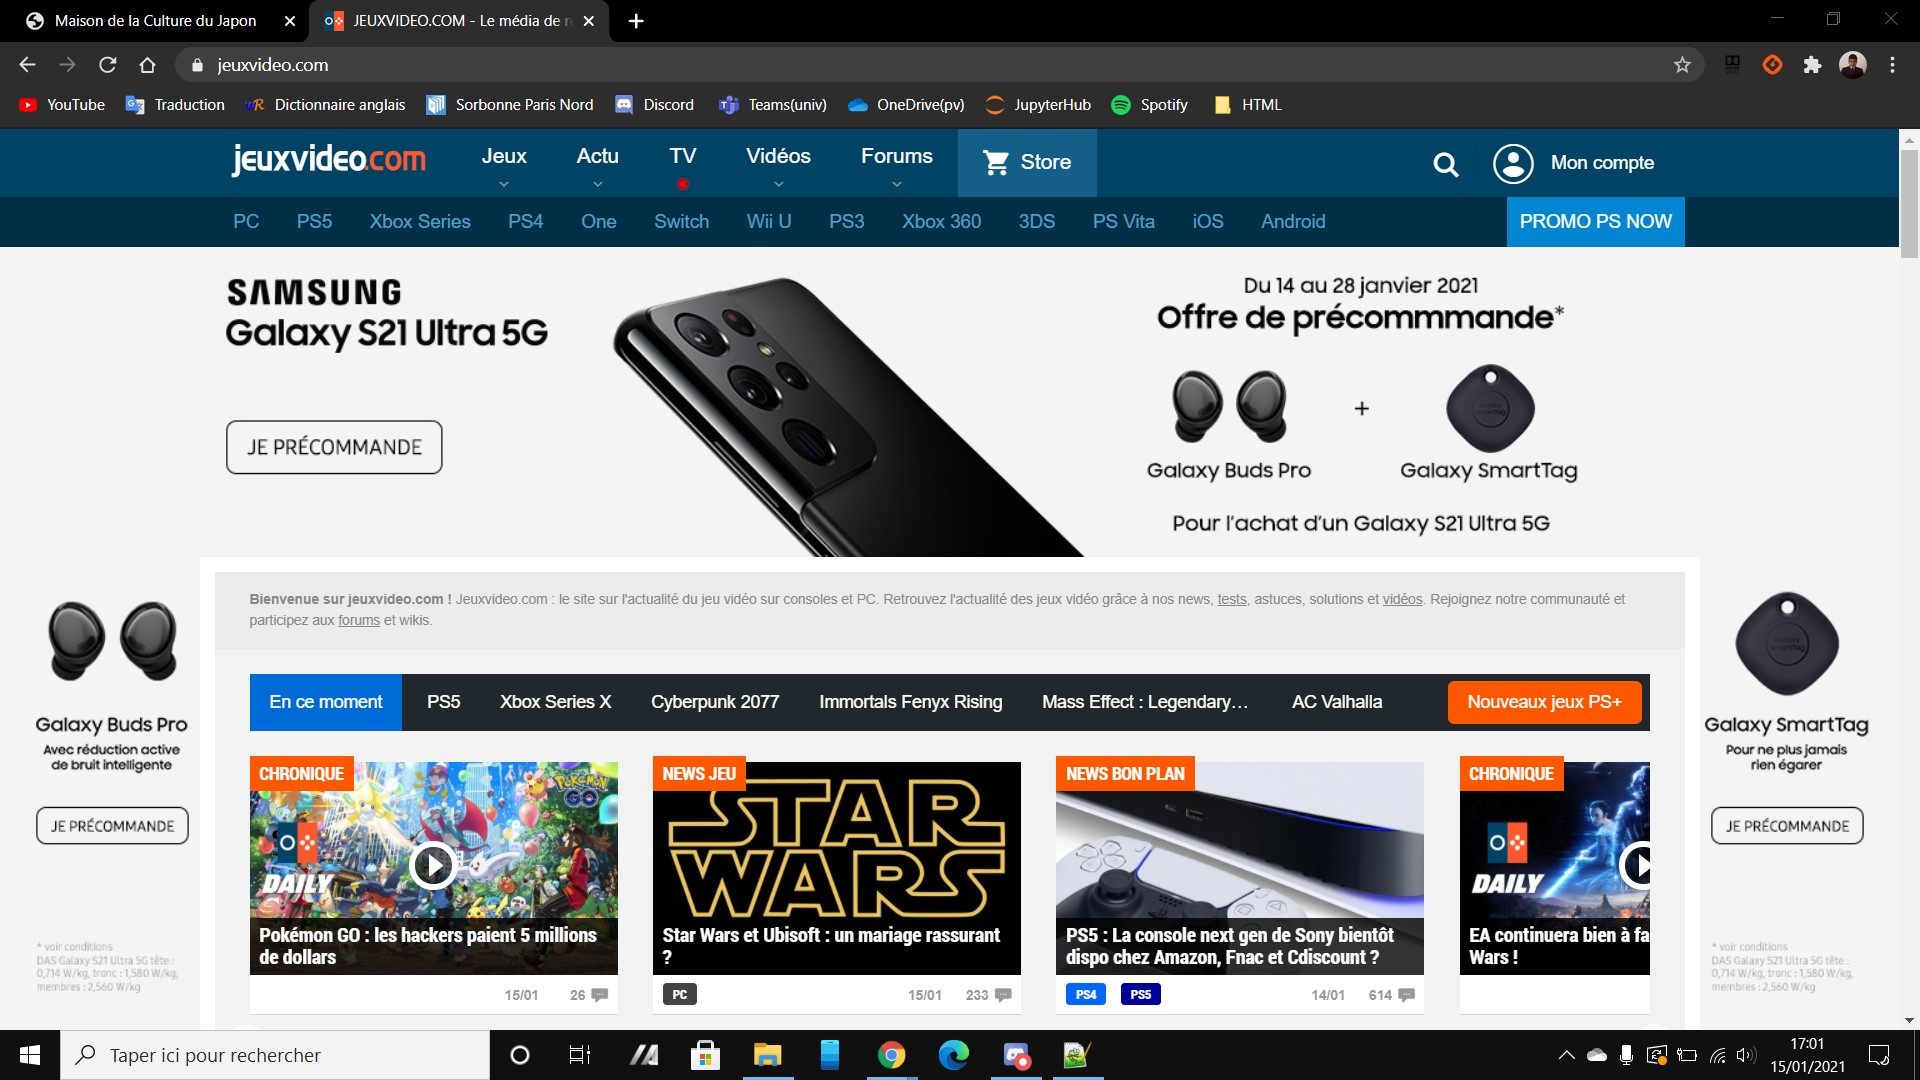 Maison de la Culture du Japon
JEUXVIDEO.COM - Le média de r
jeuxvideo.com
YouTube Traduction Dictionnaire anglais Sorbonne Paris Nord Discord Teams(univ) OneDrive(pv) JupyterHub Spotify HTML
jeuxvideo.com Jeux Actu TV Vidéos Forums Store Mon compte
PC PS5 Xbox Series PS4 One Switch Wii U PS3 Xbox 360 3DS PS Vita iOS Android PROMO PS NOW
SAMSUNG
Galaxy S21 Ultra 5G
JE PRÉCOMMANDE
Du 14 au 28 janvier 2021
Offre de précommmande*
+
Galaxy Buds Pro Galaxy SmartTag
Pour l'achat d'un Galaxy S21 Ultra 5G
Bienvenue sur jeuxvideo.com ! Jeuxvideo.com : le site sur l'actualité du jeu vidéo sur consoles et PC. Retrouvez l'actualité des jeux vidéo grâce à nos news, tests, astuces, solutions et vidéos. Rejoignez notre communauté et
participez aux forums et wikis.
Galaxy Buds Pro
Avec réduction active
de bruit intelligente
JE PRÉCOMMANDE
* voir conditions
DAS Galaxy S21 Ultra 5G tête :
0,714 W/kg, tronc : 1,580 W/kg,
membres : 2,560 W/kg
En ce moment PS5 Xbox Series X Cyberpunk 2077 Immortals Fenyx Rising Mass Effect : Legendary... AC Valhalla Nouveaux jeux PS+
CHRONIQUE
POKÉMON GO
DAILY
Pokémon GO : les hackers paient 5 millions
de dollars
15/01 26
NEWS JEU
STAR
WARS
Star Wars et Ubisoft : un mariage rassurant
?
PC 15/01 233
NEWS BON PLAN
PS5 : La console next gen de Sony bientôt
dispo chez Amazon, Fnac et Cdiscount ?
PS4 PS5 14/01 614
CHRONIQUE
DAILY
EA continuera bien à fa
Wars !
Galaxy SmartTag
Pour ne plus jamais
rien égarer
JE PRÉCOMMANDE
* voir conditions
DAS Galaxy S21 Ultra 5G tête :
0,714 W/kg, tronc : 1,580 W/kg,
membres : 2,560 W/kg
Taper ici pour rechercher
17:01
15/01/2021